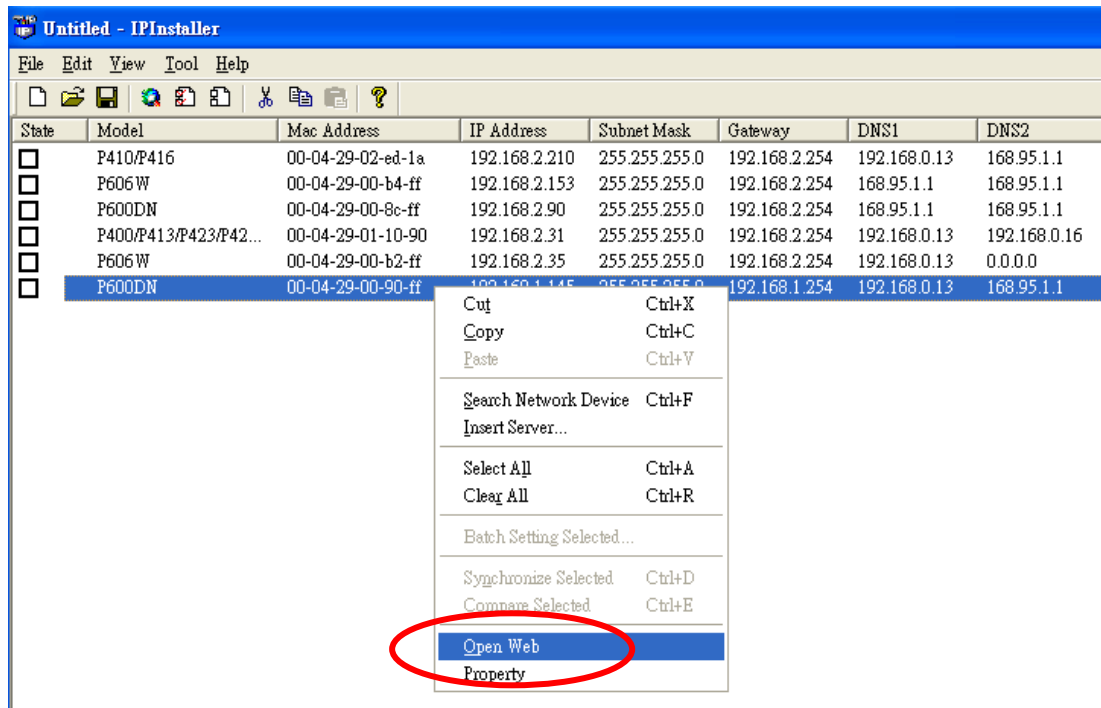 Untitled - IPInstaller
File Edit View Tool Help
State Model Mac Address IP Address Subnet Mask Gateway DNS1 DNS2
P410/P416 00-04-29-02-ed-1a 192.168.2.210 255.255.255.0 192.168.2.254 192.168.0.13 168.95.1.1
P606W 00-04-29-00-b4-ff 192.168.2.153 255.255.255.0 192.168.2.254 168.95.1.1 168.95.1.1
P600DN 00-04-29-00-8c-ff 192.168.2.90 255.255.255.0 192.168.2.254 168.95.1.1 168.95.1.1
P400/P413/P423/P42... 00-04-29-01-10-90 192.168.2.31 255.255.255.0 192.168.2.254 192.168.0.13 192.168.0.16
P606W 00-04-29-00-b2-ff 192.168.2.35 255.255.255.0 192.168.2.254 192.168.0.13 0.0.0.0
P600DN 00-04-29-00-90-ff 192.168.1.145 255.255.255.0 192.168.1.254 192.168.0.13 168.95.1.1
Cut Ctrl+X
Copy Ctrl+C
Paste Ctrl+V
Search Network Device Ctrl+F
Insert Server...
Select All Ctrl+A
Clear All Ctrl+R
Batch Setting Selected...
Synchronize Selected Ctrl+D
Compare Selected Ctrl+E
Open Web
Property